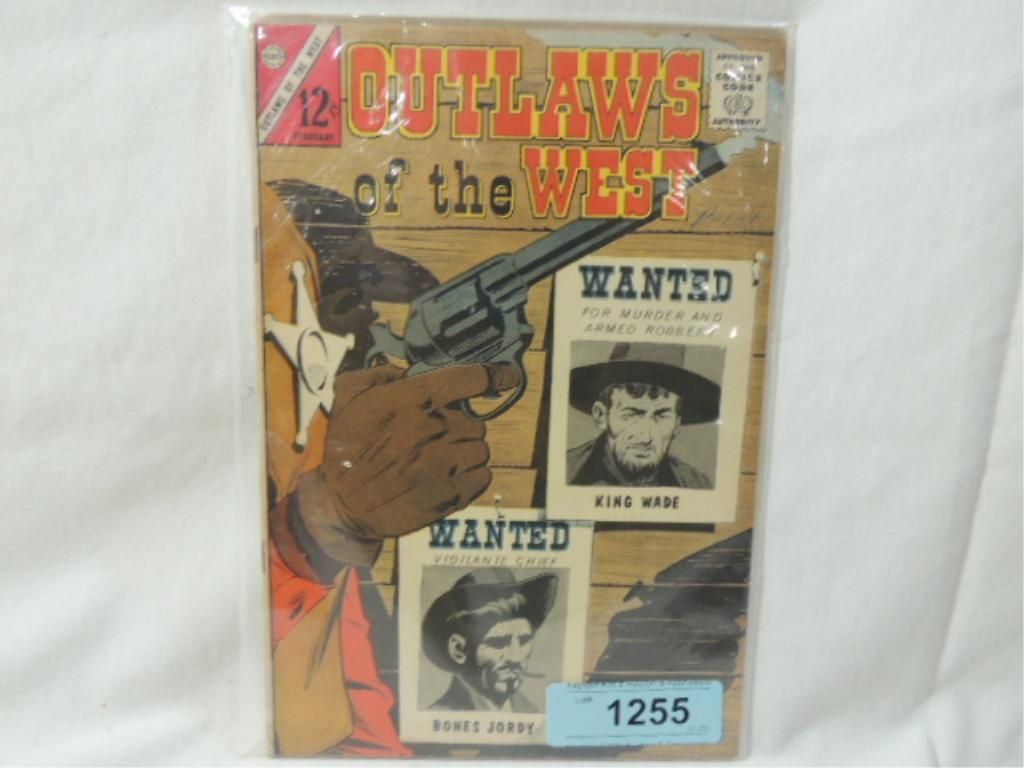 OUTLAWS OF THE WEST
12¢
FEBRUARY
OUTLAWS
of the WEST
APPROVED
BY THE
COMICS
CODE
AUTHORITY
WANTED
FOR MURDER AND
ARMED ROBBERY
KING WADE
WANTED
VIGILANTE CHIEF
BONES JORDY
Lot#
1255